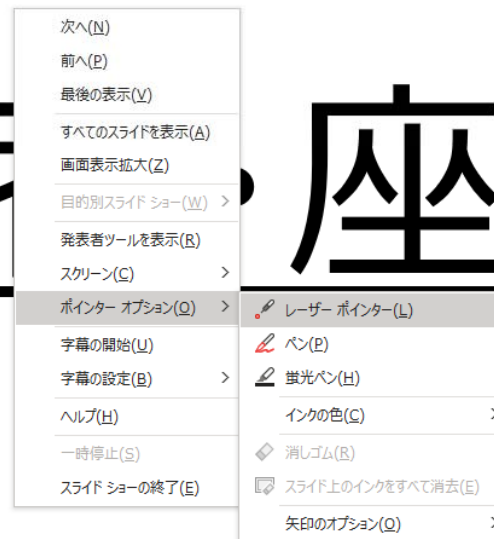 次へ(N)
前へ(P)
最後の表示(V)
すべてのスライドを表示(A)
画面表示拡大(Z)
目的別スライド ショー(W)
発表者ツールを表示(R)
スクリーン(C)
ポインター オプション(O)
字幕の開始(U)
字幕の設定(B)
ヘルプ(H)
一時停止(S)
スライド ショーの終了(E)
レーザー ポインター(L)
ペン(P)
蛍光ペン(H)
インクの色(C)
消しゴム(R)
スライド上のインクをすべて消去(E)
矢印のオプション(O)
・座